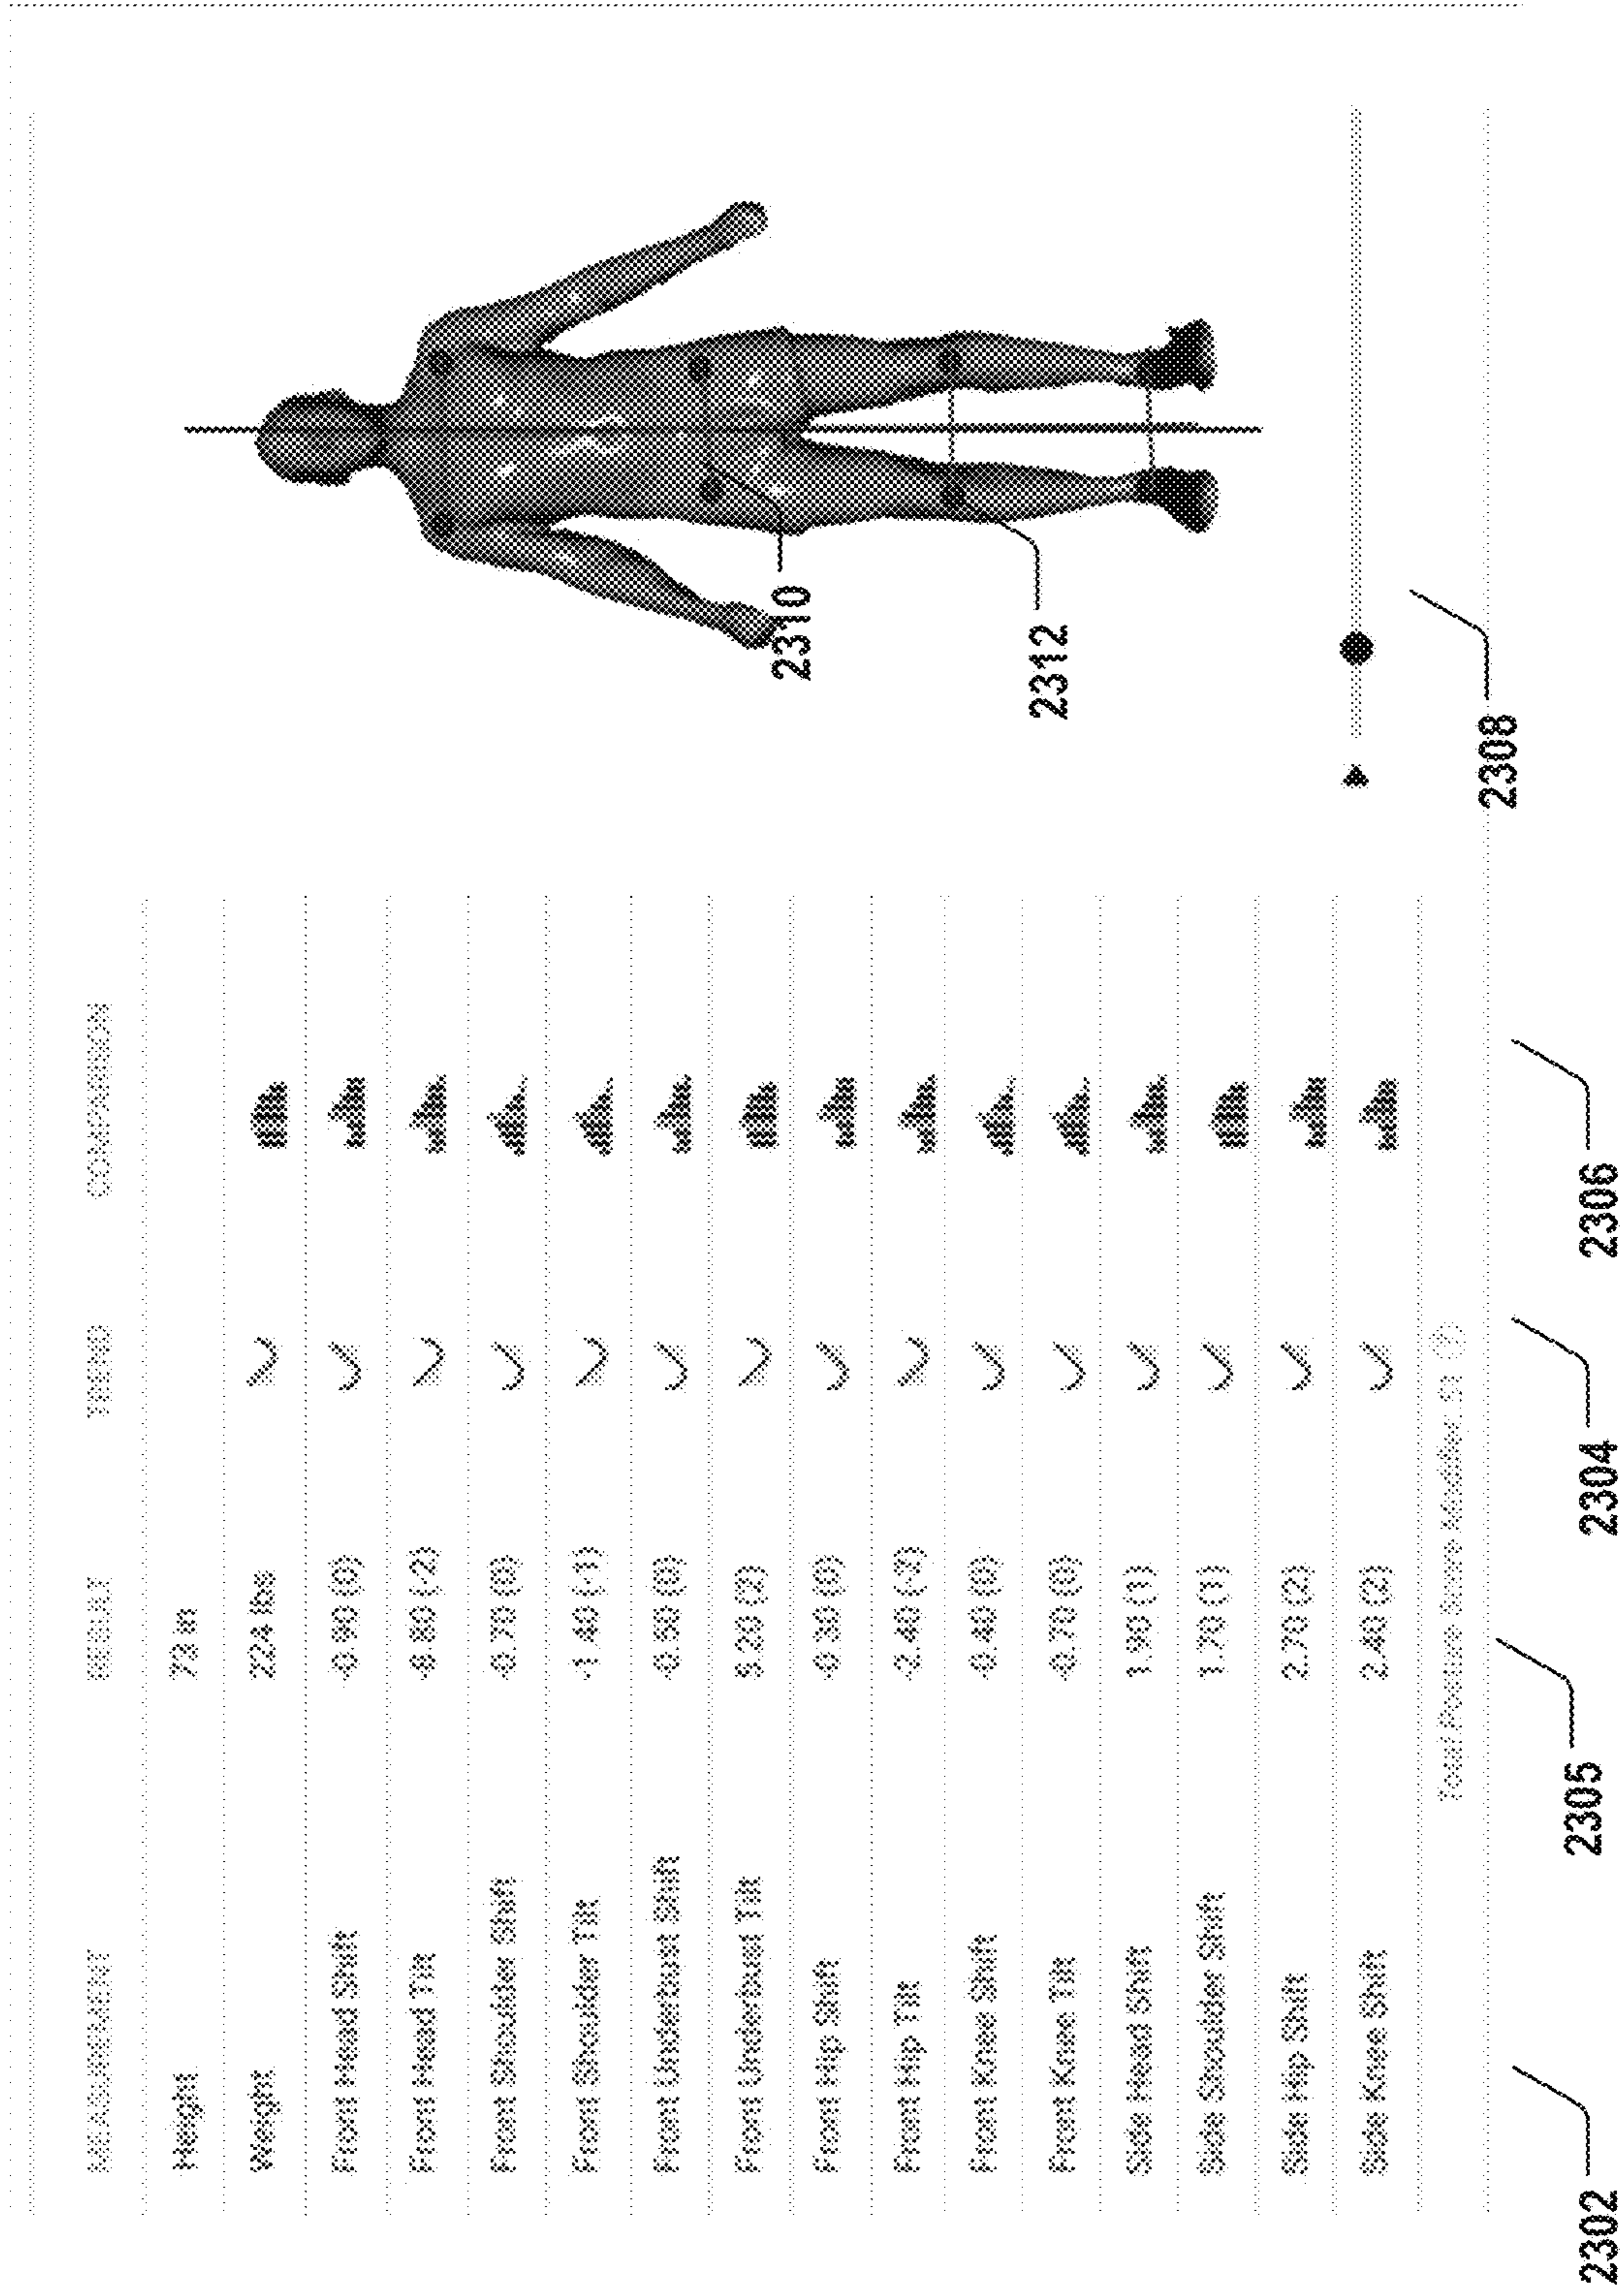 MEASUREMENT RESULT TREND COMPARISON
Height 73 in
Weight 224 lbs
Front Head Shift -0.90 (0)
Front Head Tilt (-2)
Front Shoulder Shift -0.70 (0)
Front Shoulder Tilt -1.40 (-1)
Front Underbust Shift -0.50 (0)
Front Underbust Tilt 5.20 (2)
Front Hip Shift -0.30 (0)
Front Hip Tilt
Front Knee Shift -0.40 (0)
Front Knee Tilt -0.70 (0)
Side Head Shift 1.90 (1)
Side Shoulder Shift 1.70 (1)
Side Hip Shift 2.70 (2)
Side Knee Shift 2.40 (2)
Total Posture Score Modifier:
2310
2312
2308
2302
2305
2304
2306